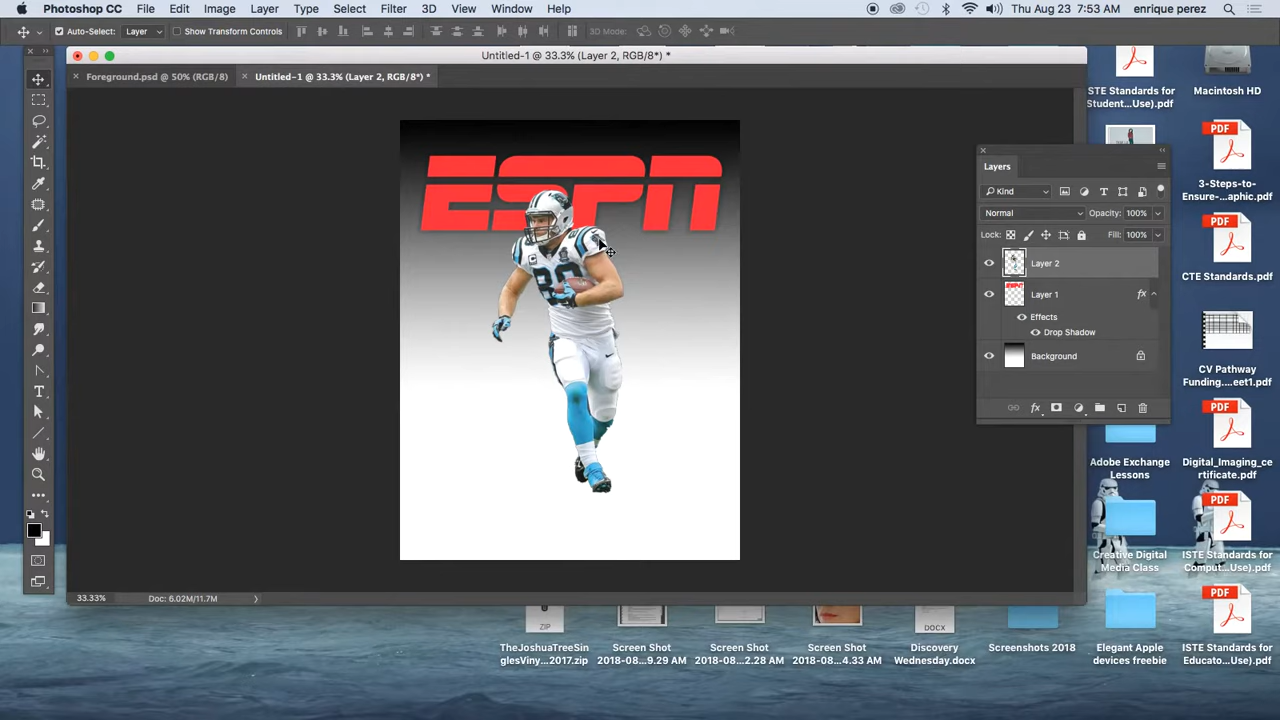 Photoshop CC File Edit Image Layer Type Select Filter 3D View Window Help Thu Aug 23 7:53 AM enrique perez
Auto-Select: Layer Show Transform Controls 3D Mode:
Untitled-1 @ 33.3% (Layer 2, RGB/8*) *
Foreground.psd @ 50% (RGB/8) Untitled-1 @ 33.3% (Layer 2, RGB/8*) *
ESPN
Layers
Kind
Normal Opacity: 100%
Lock: Fill: 100%
Layer 2
Layer 1 fx
Effects
Drop Shadow
Background
fx
33.33% Doc: 6.02M/11.7M
ISTE Standards for
Student...Use).pdf
Macintosh HD
PDF
3-Steps-to-
Ensure-...aphic.pdf
PDF
CTE Standards.pdf
CV Pathway
Funding....eet1.pdf
PDF
Adobe Exchange
Lessons
Digital_Imaging_ce
rtificate.pdf
PDF
Creative Digital
Media Class
ISTE Standards for
Comput...Use).pdf
PDF
ZIP
DOCX
TheJoshuaTreeSin
glesViny...2017.zip
Screen Shot
2018-08...9.29 AM
Screen Shot
2018-08...2.28 AM
Screen Shot
2018-08...4.33 AM
Discovery
Wednesday.docx
Screenshots 2018
Elegant Apple
devices freebie
ISTE Standards for
Educato...Use).pdf